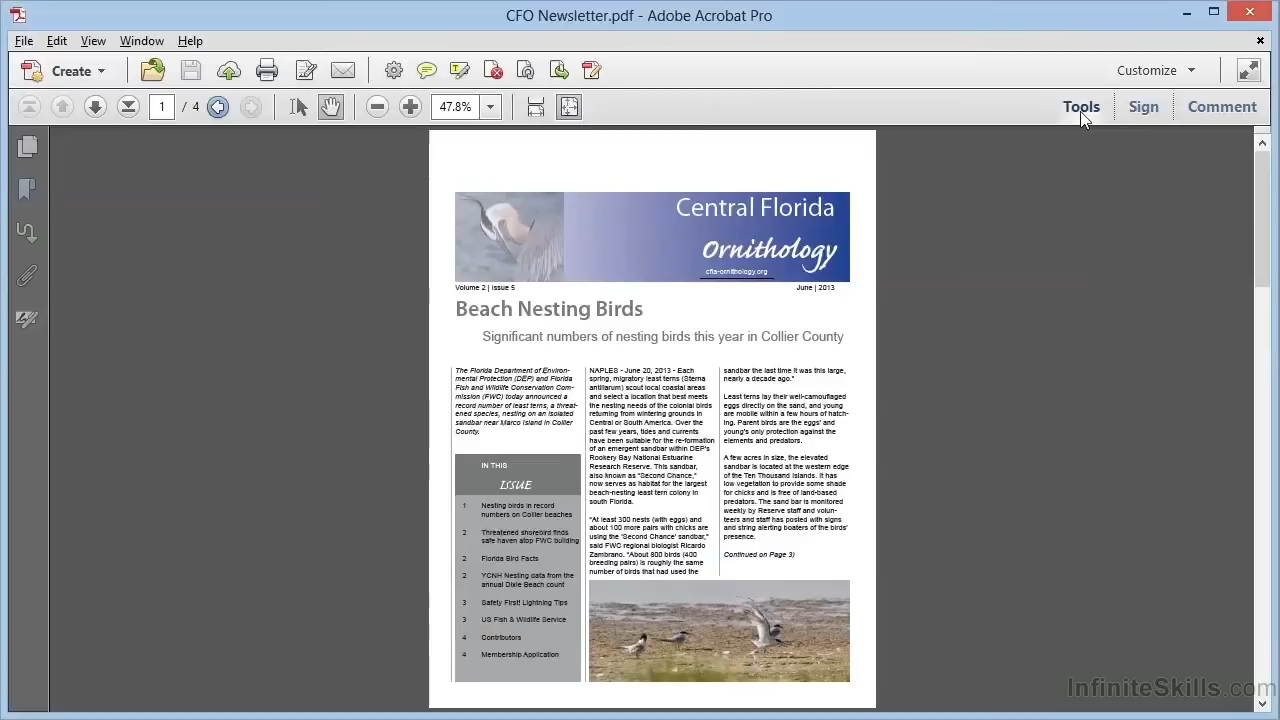 CFO Newsletter.pdf - Adobe Acrobat Pro
File Edit View Window Help
Create
Customize
1 / 4
47.8%
Tools
Sign
Comment
Central Florida
Ornithology
cfla-ornithology.org
Volume 2 | Issue 5
June | 2013
Beach Nesting Birds
Significant numbers of nesting birds this year in Collier County
The Florida Department of Environ-
mental Protection (DEP) and Florida
Fish and Wildlife Conservation Com-
mission (FWC) today announced a
record number of least terns, a threat-
ened species, nesting on an isolated
sandbar near Marco Island in Collier
County.
IN THIS
ISSUE
1 Nesting birds in record
numbers on Collier beaches
2 Threatened shorebird finds
safe haven atop FWC building
2 Florida Bird Facts
2 YCNH Nesting data from the
annual Dixie Beach count
3 Safety First! Lightning Tips
3 US Fish & Wildlife Service
4 Contributors
4 Membership Application
NAPLES - June 20, 2013 - Each
spring, migratory least terns (Sterna
antillarum) scout local coastal areas
and select a location that best meets
the nesting needs of the colonial birds
returning from wintering grounds in
Central or South America. Over the
past few years, tides and currents
have been suitable for the re-formation
of an emergent sandbar within DEP's
Rookery Bay National Estuarine
Research Reserve. This sandbar,
also known as "Second Chance,"
now serves as habitat for the largest
beach-nesting least tern colony in
south Florida.
"At least 300 nests (with eggs) and
about 100 more pairs with chicks are
using the 'Second Chance' sandbar,"
said FWC regional biologist Ricardo
Zambrano. "About 800 birds (400
breeding pairs) is roughly the same
number of birds that had used the
sandbar the last time it was this large,
nearly a decade ago."
Least terns lay their well-camouflaged
eggs directly on the sand, and young
are mobile within a few hours of hatch-
ing. Parent birds are the eggs' and
young's only protection against the
elements and predators.
A few acres in size, the elevated
sandbar is located at the western edge
of the Ten Thousand Islands. It has
low vegetation to provide some shade
for chicks and is free of land-based
predators. The sand bar is monitored
weekly by Reserve staff and volun-
teers and staff has posted with signs
and string alerting boaters of the birds'
presence.
Continued on Page 3)
InfiniteSkills.com